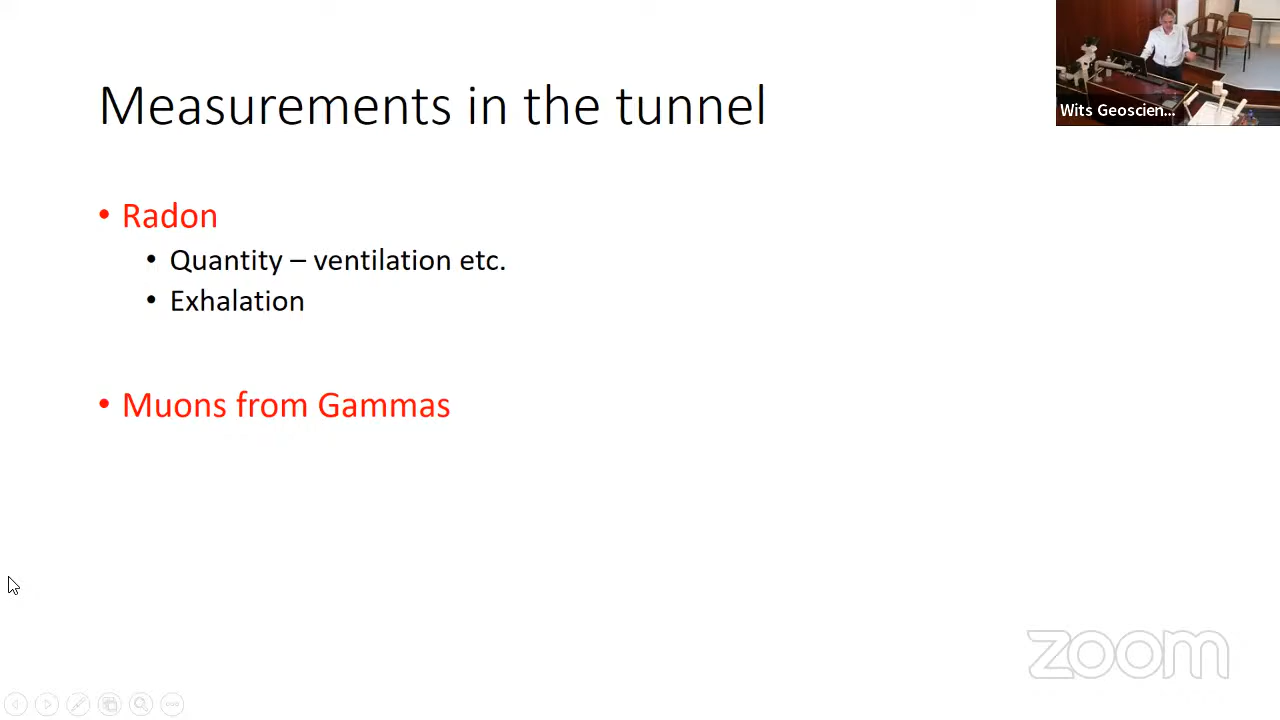 Measurements in the tunnel
Wits Geoscien...
• Radon
• Quantity – ventilation etc.
• Exhalation
• Muons from Gammas
zoom